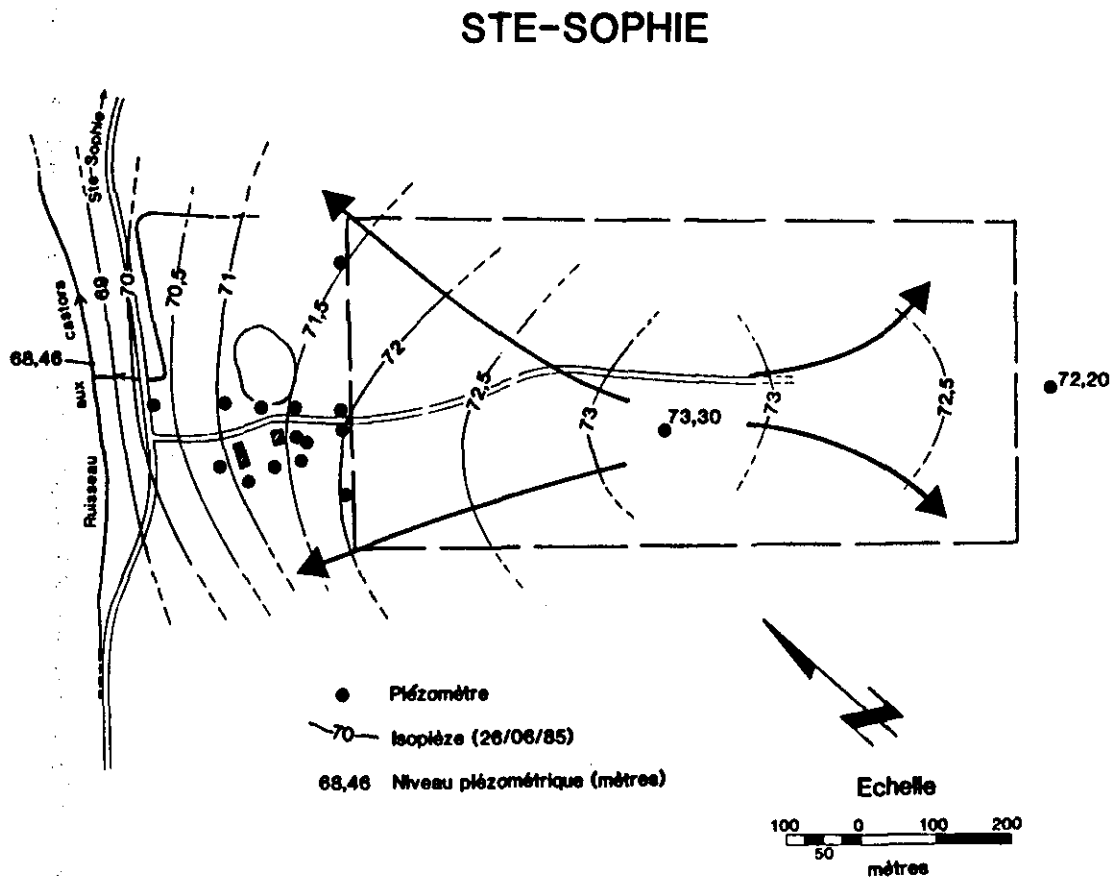 STE-SOPHIE
Ste-Sophie
Ruisseau aux castors
68,46
69
70
70,5
71
71,5
72
72,5
73
73,30
73
72,5
72,20
Piézomètre
70 Isopièze (26/06/85)
68,46 Niveau piézométrique (mètres)
Echelle
100 0 100 200
50
mètres